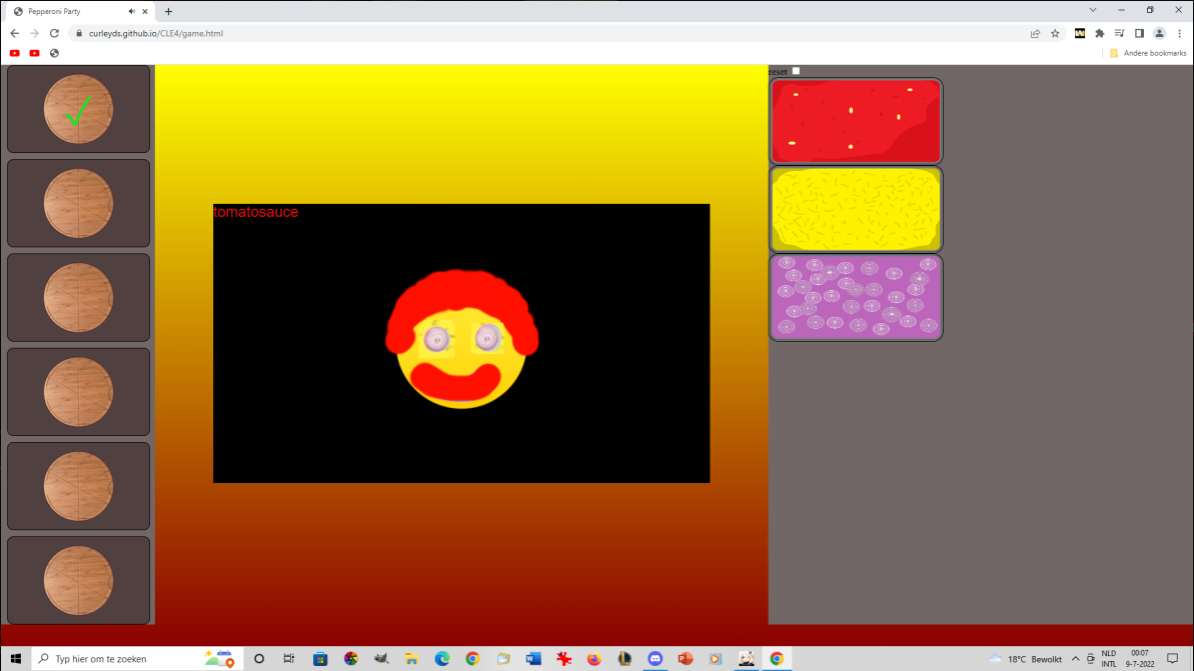 Pepperoni Party
curleyds.github.io/CLE4/game.html
Andere bookmarks
reset
tomatosauce
Typ hier om te zoeken
18°C Bewolkt
NLD
INTL
00:07
9-7-2022